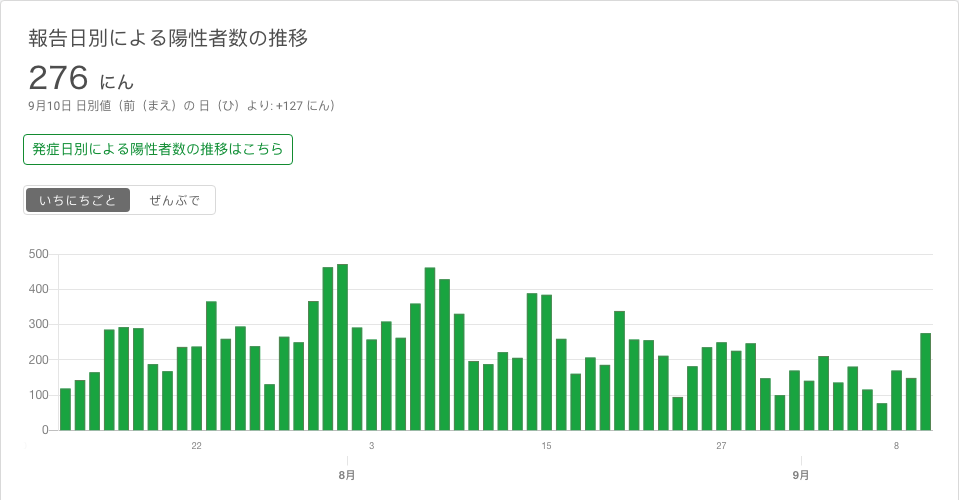 報告日別による陽性者数の推移
276 にん
9月10日 日別値（前（まえ）の 日（ひ）より: +127 にん）
発症日別による陽性者数の推移はこちら
いちにちごと ぜんぶで
500
400
300
200
100
0
22 3 15 27 8
8月 9月